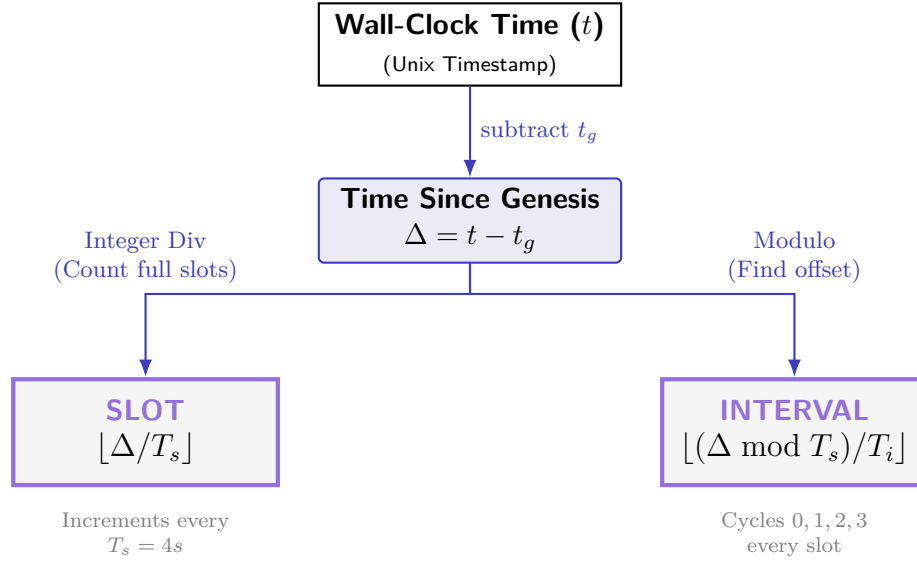 Wall-Clock Time (t)
(Unix Timestamp)
subtract t_g
Time Since Genesis
Δ = t − t_g
Integer Div
(Count full slots)
Modulo
(Find offset)
SLOT
⌊Δ/T_s⌋
INTERVAL
⌊(Δ mod T_s)/T_i⌋
Increments every
T_s = 4s
Cycles 0, 1, 2, 3
every slot